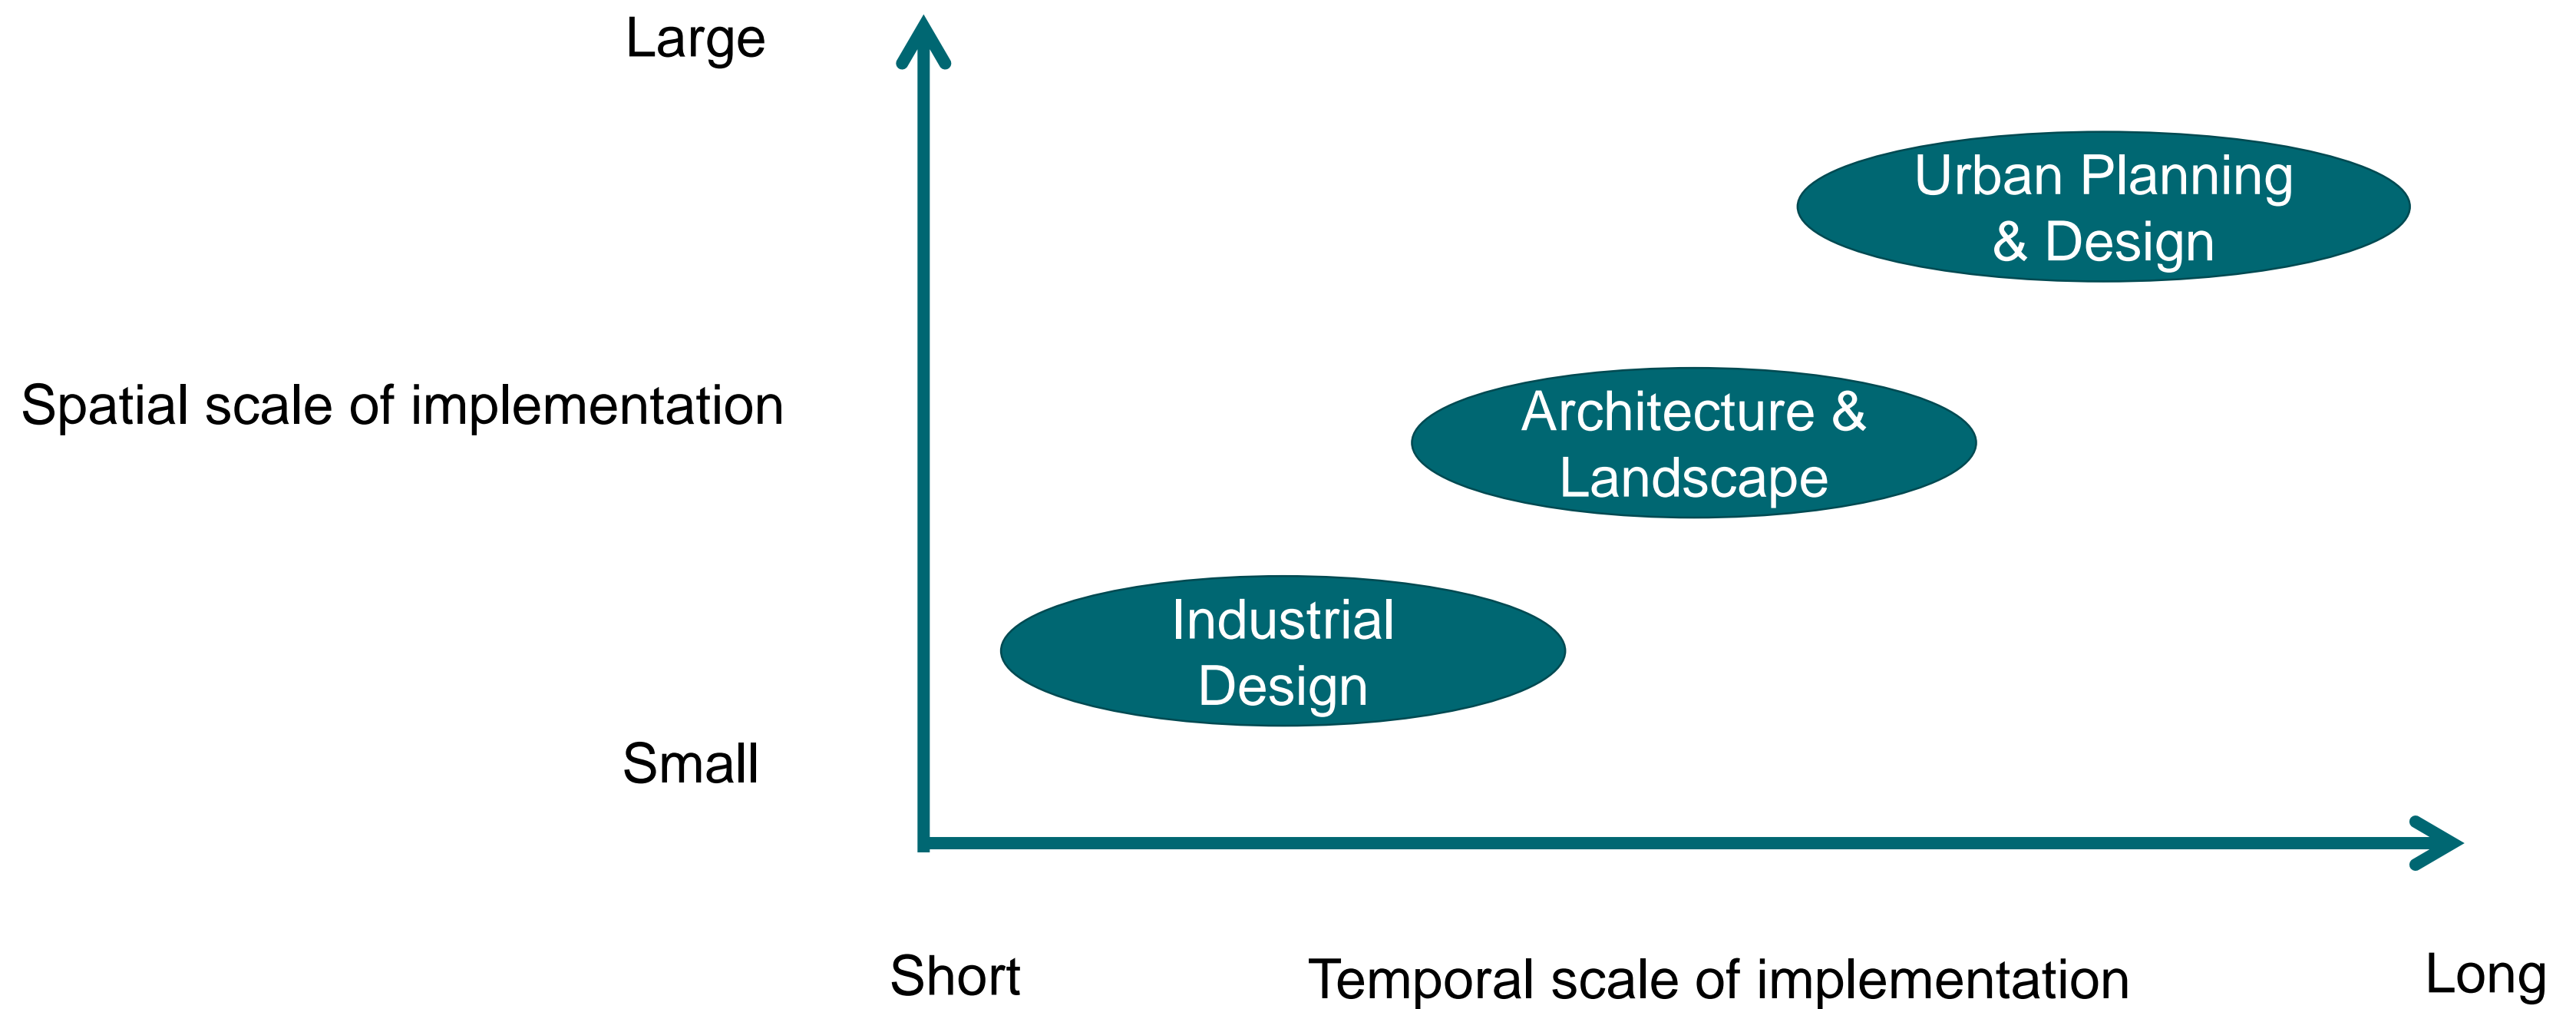 Large
Urban Planning
& Design
Spatial scale of implementation
Architecture &
Landscape
Industrial
Design
Small
Short
Temporal scale of implementation
Long